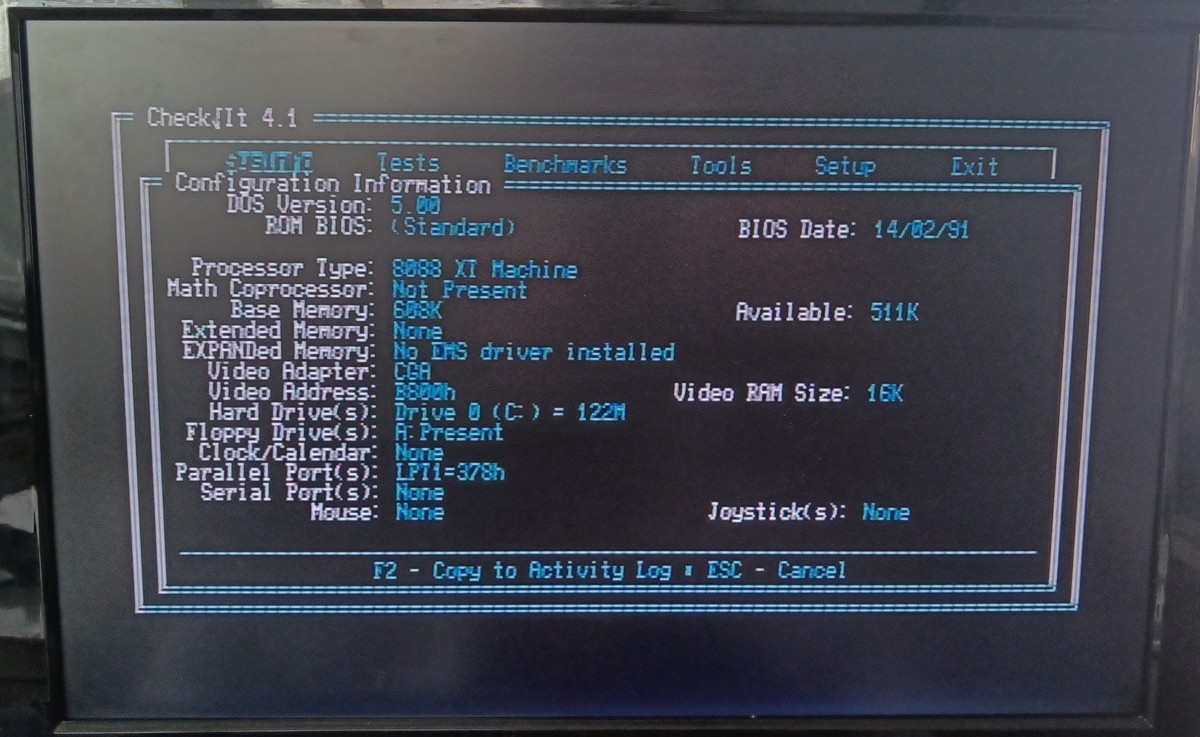 Check√It 4.1
Tests Benchmarks Tools Setup Exit
Configuration Information
DOS Version: 5.00
ROM BIOS: (Standard) BIOS Date: 14/02/91
Processor Type: 8088 XT Machine
Math Coprocessor: Not Present
Base Memory: 608K Available: 511K
Extended Memory: None
EXPANDed Memory: No EMS driver installed
Video Adapter: CGA
Video Address: B800h Video RAM Size: 16K
Hard Drive(s): Drive 0 (C:) = 122M
Floppy Drive(s): A:Present
Clock/Calendar: None
Parallel Port(s): LPT1=378h
Serial Port(s): None
Mouse: None Joystick(s): None
F2 - Copy to Activity Log ESC - Cancel